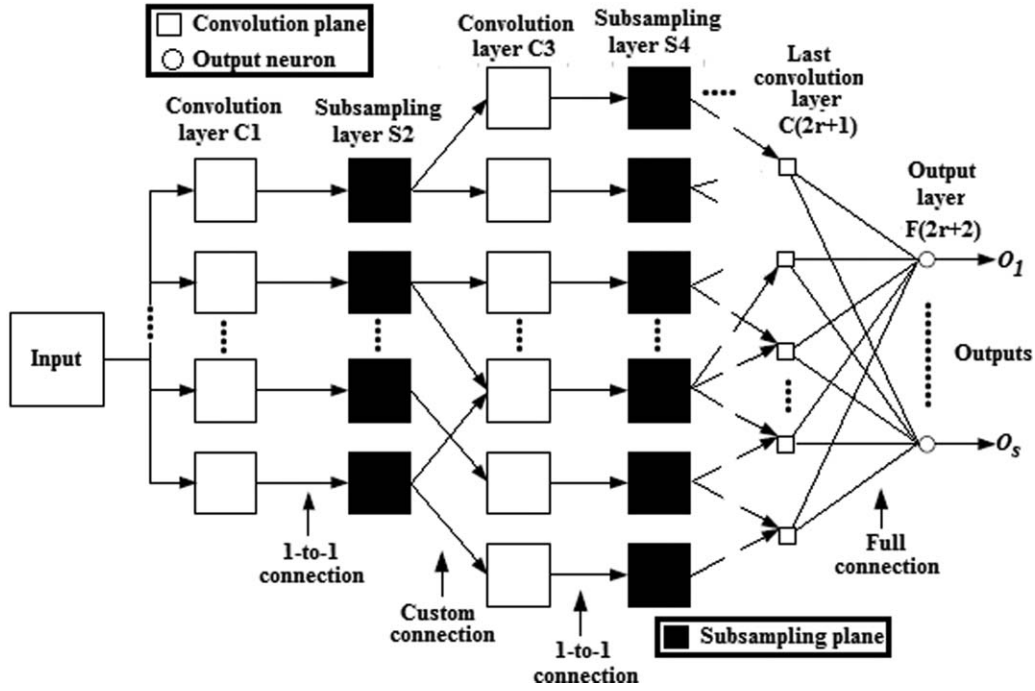 Convolution plane
Output neuron
Convolution
layer C1
Subsampling
layer S2
Convolution
layer C3
Subsampling
layer S4
Last
convolution
layer
C(2r+1)
Output
layer
F(2r+2)
Input
O1
Outputs
Os
1-to-1
connection
Custom
connection
1-to-1
connection
Full
connection
Subsampling plane